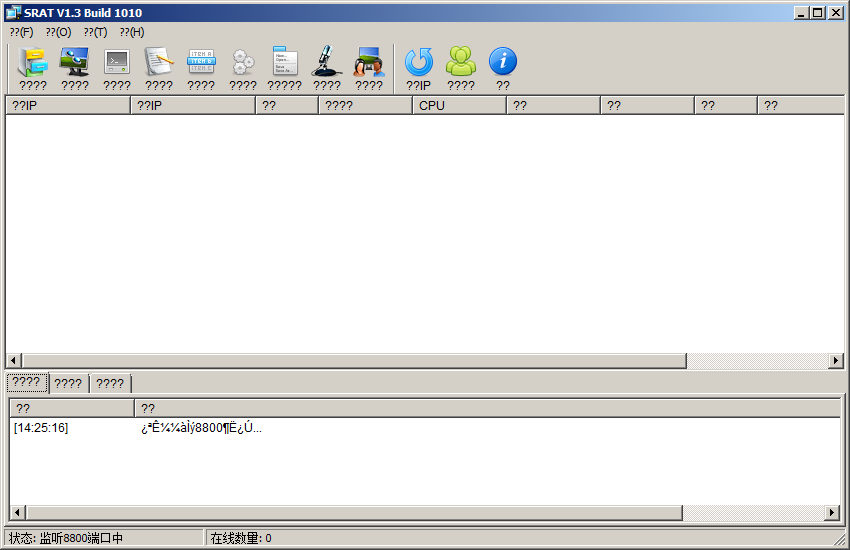 SRAT V1.3 Build 1010
??(F) ??(O) ??(T) ??(H)
???? ???? ???? ???? ???? ???? ????? ???? ???? ??IP ???? ??
??IP ??IP ?? ???? CPU ?? ?? ?? ??
???? ???? ????
?? ??
[14:25:16] ¿ªÊ¼¼àÌý8800¶Ë¿Ú...
状态: 监听8800端口中 在线数量: 0